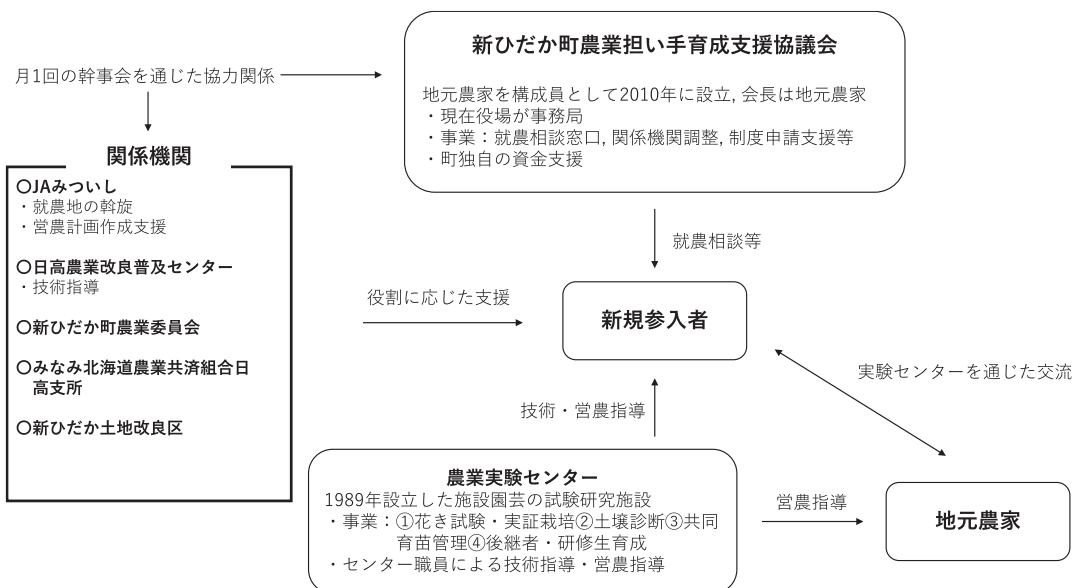 新ひだか町農業担い手育成支援協議会
地元農家を構成員として2010年に設立, 会長は地元農家
・現在役場が事務局
・事業：就農相談窓口, 関係機関調整, 制度申請支援等
・町独自の資金支援
月1回の幹事会を通じた協力関係
関係機関
○JAみついし
・就農地の斡旋
・営農計画作成支援
○日高農業改良普及センター
・技術指導
○新ひだか町農業委員会
○みなみ北海道農業共済組合日
高支所
○新ひだか土地改良区
就農相談等
役割に応じた支援
新規参入者
実験センターを通じた交流
技術・営農指導
農業実験センター
1989年設立した施設園芸の試験研究施設
・事業：①花き試験・実証栽培②土壌診断③共同
育苗管理④後継者・研修生育成
・センター職員による技術指導・営農指導
営農指導
地元農家